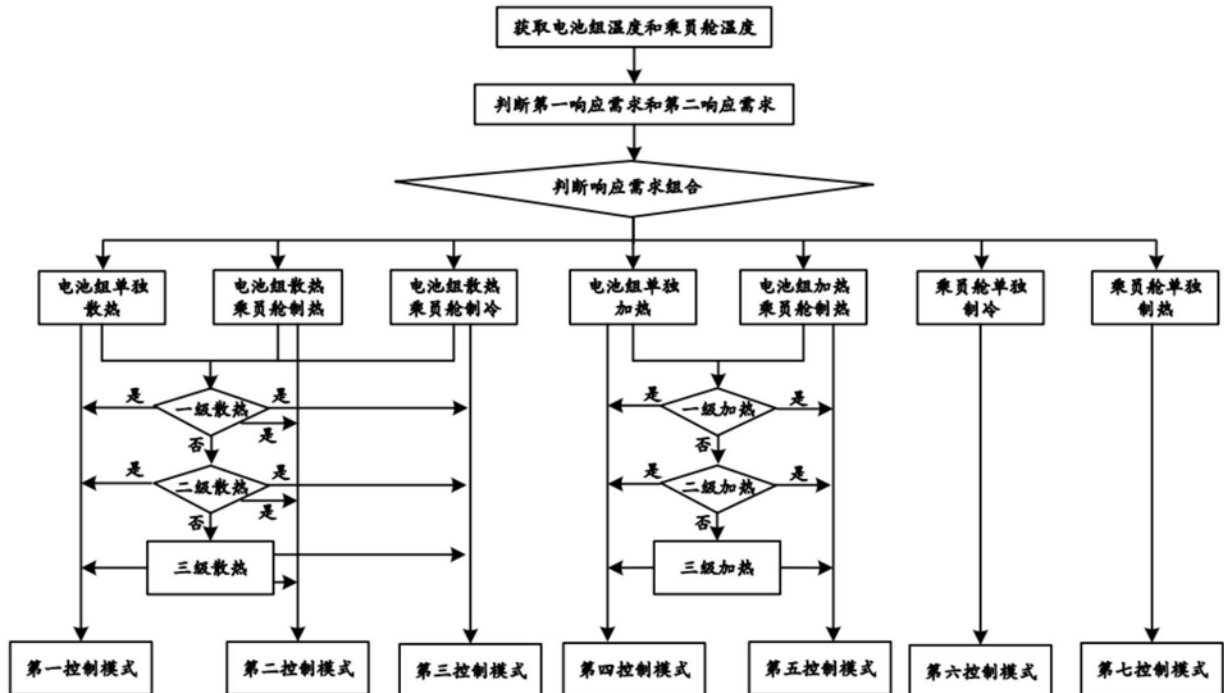 获取电池组温度和乘员舱温度
判断第一响应需求和第二响应需求
判断响应需求组合
电池组单独
散热
电池组散热
乘员舱制热
电池组散热
乘员舱制冷
电池组单独
加热
电池组加热
乘员舱制热
乘员舱单独
制冷
乘员舱单独
制热
是
一级散热
是
是
否
是
二级散热
是
是
否
三级散热
是
一级加热
是
否
是
二级加热
是
否
三级加热
第一控制模式
第二控制模式
第三控制模式
第四控制模式
第五控制模式
第六控制模式
第七控制模式